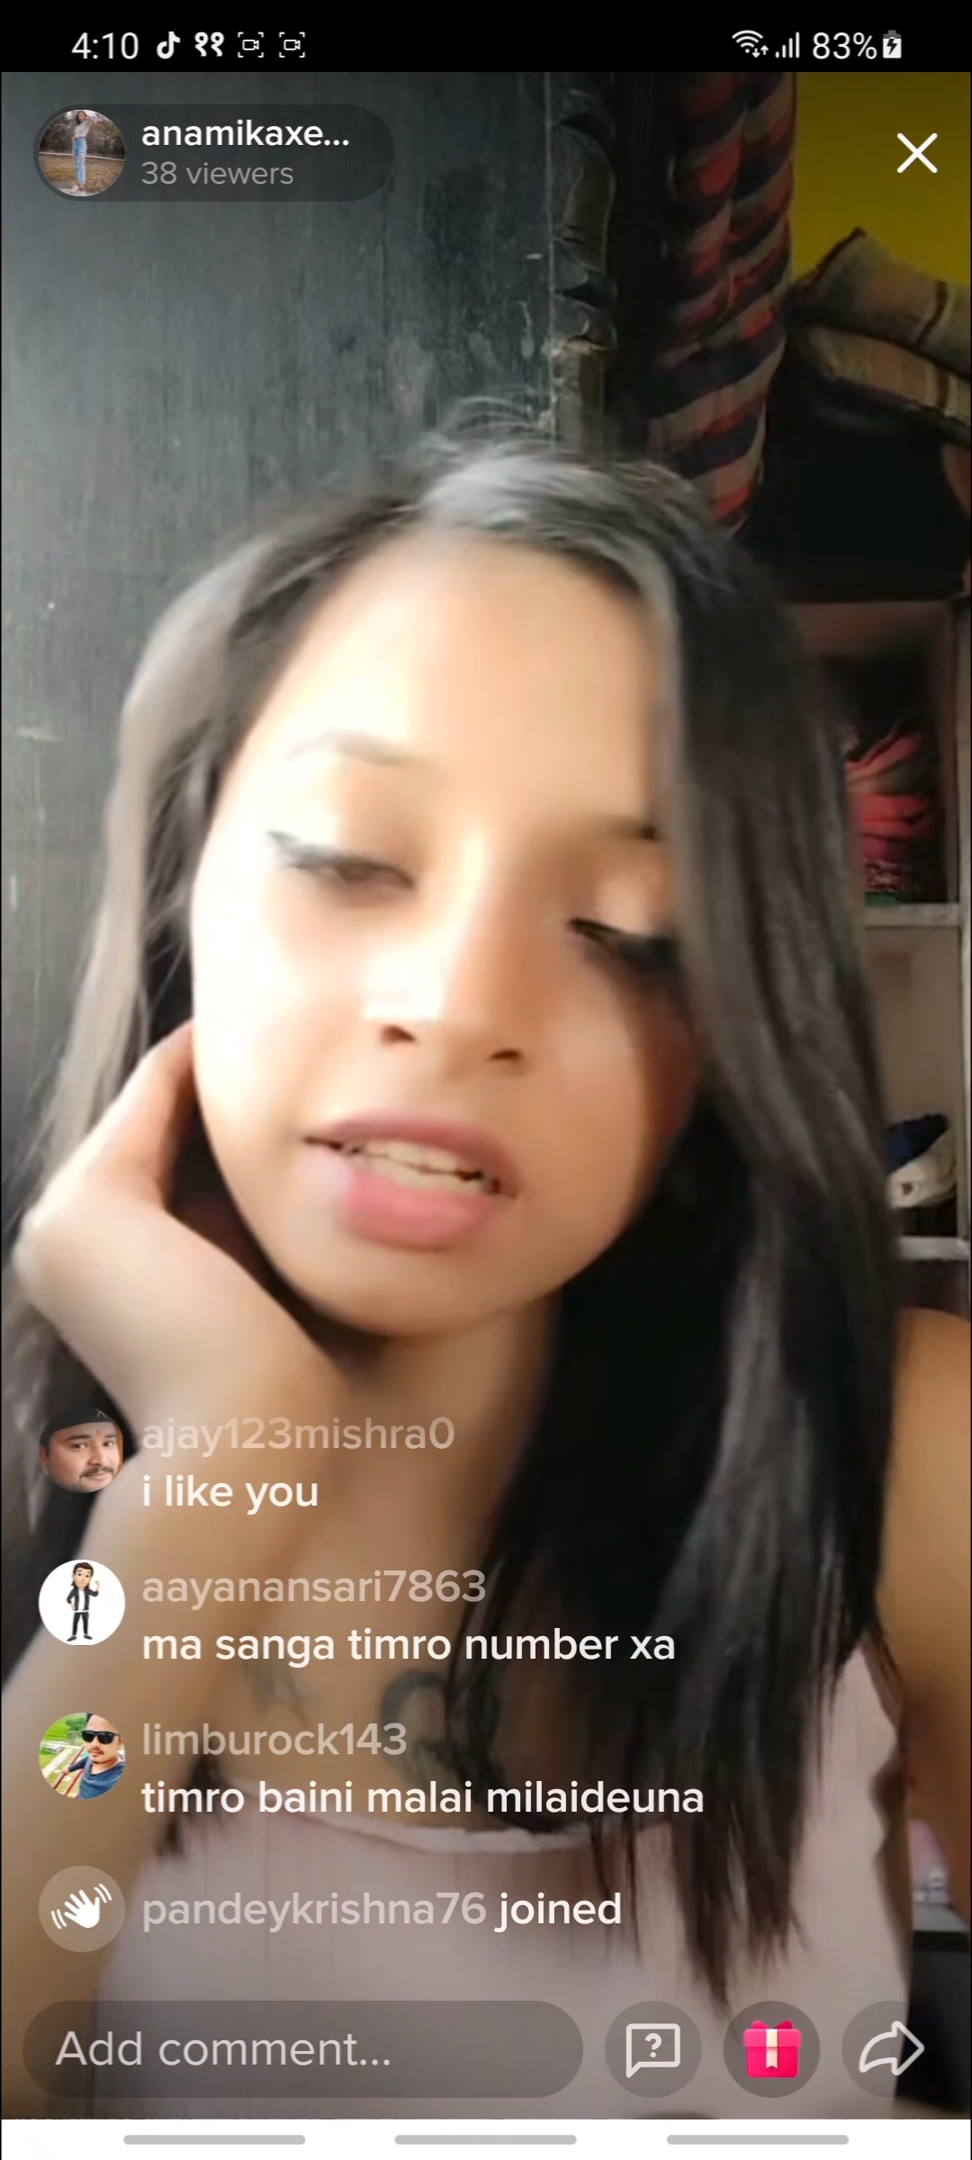 4:10 ११ 83%
anamikaxe...
38 viewers
ajay123mishra0
i like you
aayanansari7863
ma sanga timro number xa
limburock143
timro baini malai milaideuna
pandeykrishna76 joined
Add comment...